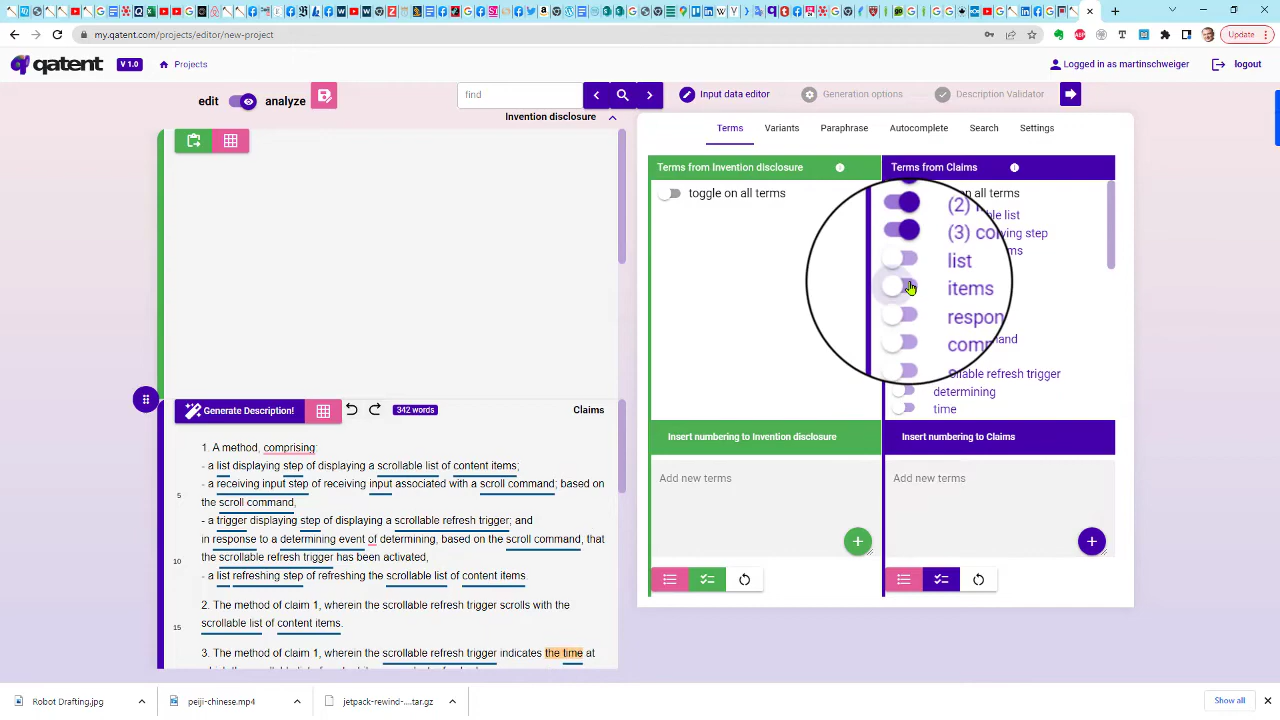 my.qatent.com/projects/editor/new-project
Update
qatent
V 1.0
Projects
Logged in as martinschweiger
logout
edit
analyze
find
Input data editor
Generation options
Description Validator
Invention disclosure
Terms
Variants
Paraphrase
Autocomplete
Search
Settings
Terms from Invention disclosure
Terms from Claims
toggle on all terms
all terms
(2)
list
(3)
step
list
items
determining
time
refresh trigger
Insert numbering to Invention disclosure
Insert numbering to Claims
Add new terms
Add new terms
Generate Description!
342 words
Claims
1. A method, comprising:
- a list displaying step of displaying a scrollable list of content items;
- a receiving input step of receiving input associated with a scroll command; based on
5
the scroll command,
- a trigger displaying step of displaying a scrollable refresh trigger; and
in response to a determining event of determining, based on the scroll command, that
10
the scrollable refresh trigger has been activated,
- a list refreshing step of refreshing the scrollable list of content items.
2. The method of claim 1, wherein the scrollable refresh trigger scrolls with the
15
scrollable list of content items.
3. The method of claim 1, wherein the scrollable refresh trigger indicates the time at
Robot Drafting.jpg
peiji-chinese.mp4
jetpack-rewind-....tar.gz
Show all